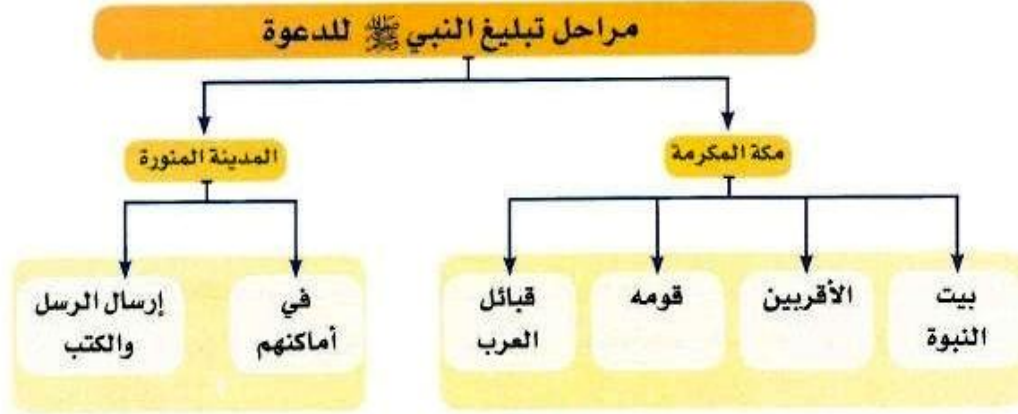 مراحل تبليغ النبي ﷺ للدعوة
مكة المكرمة
المدينة المنورة
بيت
النبوة
الأقربين
قومه
قبائل
العرب
في
أماكنهم
إرسال الرسل
والكتب